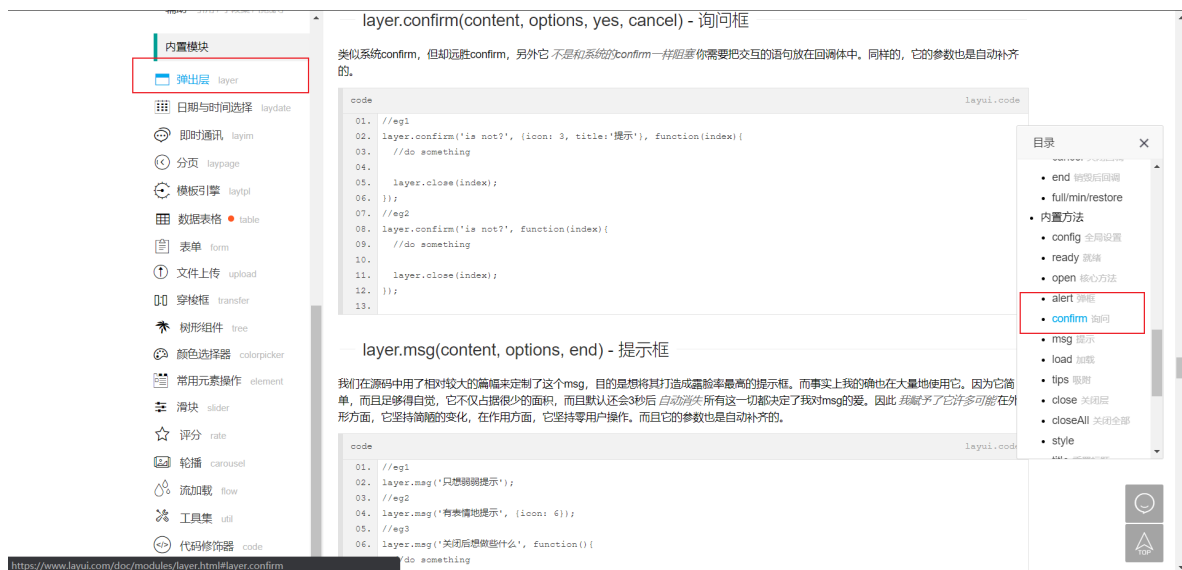 内置模块
弹出层 layer
日期与时间选择 laydate
即时通讯 layim
分页 laypage
模板引擎 laytpl
数据表格 table
表单 form
文件上传 upload
穿梭框 transfer
树形组件 tree
颜色选择器 colorpicker
常用元素操作 element
滑块 slider
评分 rate
轮播 carousel
流加载 flow
工具集 util
代码修饰器 code
https://www.layui.com/doc/modules/layer.html#layer.confirm
layer.confirm(content, options, yes, cancel) - 询问框
类似系统confirm，但却远胜confirm，另外它 不是和系统的confirm一样阻塞 你需要把交互的语句放在回调体中。同样的，它的参数也是自动补齐
的。
code layui.code
01. //eg1
02. layer.confirm('is not?', {icon: 3, title:'提示'}, function(index){
03. //do something
04.
05. layer.close(index);
06. });
07. //eg2
08. layer.confirm('is not?', function(index){
09. //do something
10.
11. layer.close(index);
12. });
13.
layer.msg(content, options, end) - 提示框
我们在源码中用了相对较大的篇幅来定制了这个msg，目的是想将其打造成露脸率最高的提示框。而事实上我的确也在大量地使用它。因为它简
单，而且足够得自觉，它不仅占据很少的面积，而且默认还会3秒后 自动消失 所有这一切都决定了我对msg的爱。因此 我赋予了它许多可能 在外
形方面，它坚持简陋的变化，在作用方面，它坚持零用户操作。而且它的参数也是自动补齐的。
code layui.code
01. //eg1
02. layer.msg('只想弱弱提示');
03. //eg2
04. layer.msg('有表情地提示', {icon: 6});
05. //eg3
06. layer.msg('关闭后想做些什么', function(){
//do something
目录
end 销毁后回调
full/min/restore
内置方法
config 全局设置
ready 就绪
open 核心方法
alert 弹框
confirm 询问
msg 提示
load 加载
tips 吸附
close 关闭层
closeAll 关闭全部
style
TOP